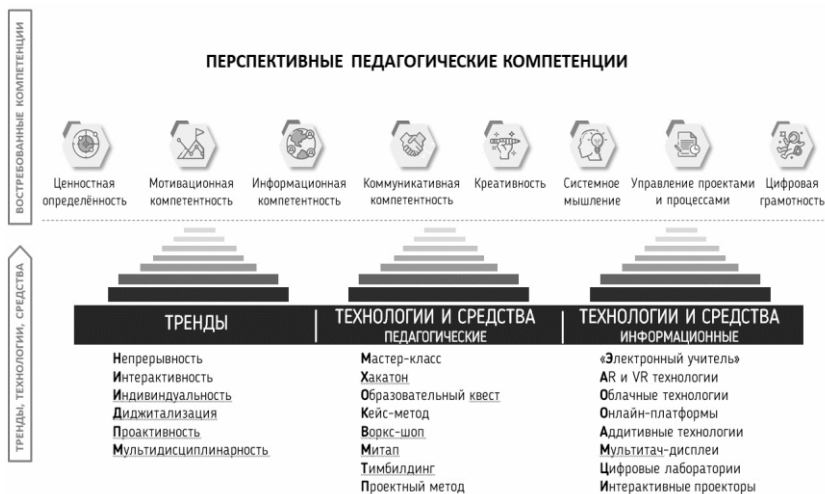 ПЕРСПЕКТИВНЫЕ ПЕДАГОГИЧЕСКИЕ КОМПЕТЕНЦИИ
ВОСТРЕБОВАННЫЕ КОМПЕТЕНЦИИ
Ценностная
определённость
Мотивационная
компетентность
Информационная
компетентность
Коммуникативная
компетентность
Креативность
Системное
мышление
Управление проектами
и процессами
Цифровая
грамотность
ТРЕНДЫ, ТЕХНОЛОГИИ, СРЕДСТВА
ТРЕНДЫ
Непрерывность
Интерактивность
Индивиндуальность
Диджитализация
Проактивность
Мультидисциплинарность
ТЕХНОЛОГИИ И СРЕДСТВА
ПЕДАГОГИЧЕСКИЕ
Мастер-класс
Хакатон
Образовательный квест
Кейс-метод
Воркс-шоп
Митап
Тимбилдинг
Проектный метод
ТЕХНОЛОГИИ И СРЕДСТВА
ИНФОРМАЦИОННЫЕ
«Электронный учитель»
AR и VR технологии
Облачные технологии
Онлайн-платформы
Аддитивные технологии
Мультитач-дисплеи
Цифровые лаборатории
Интерактивные проекторы